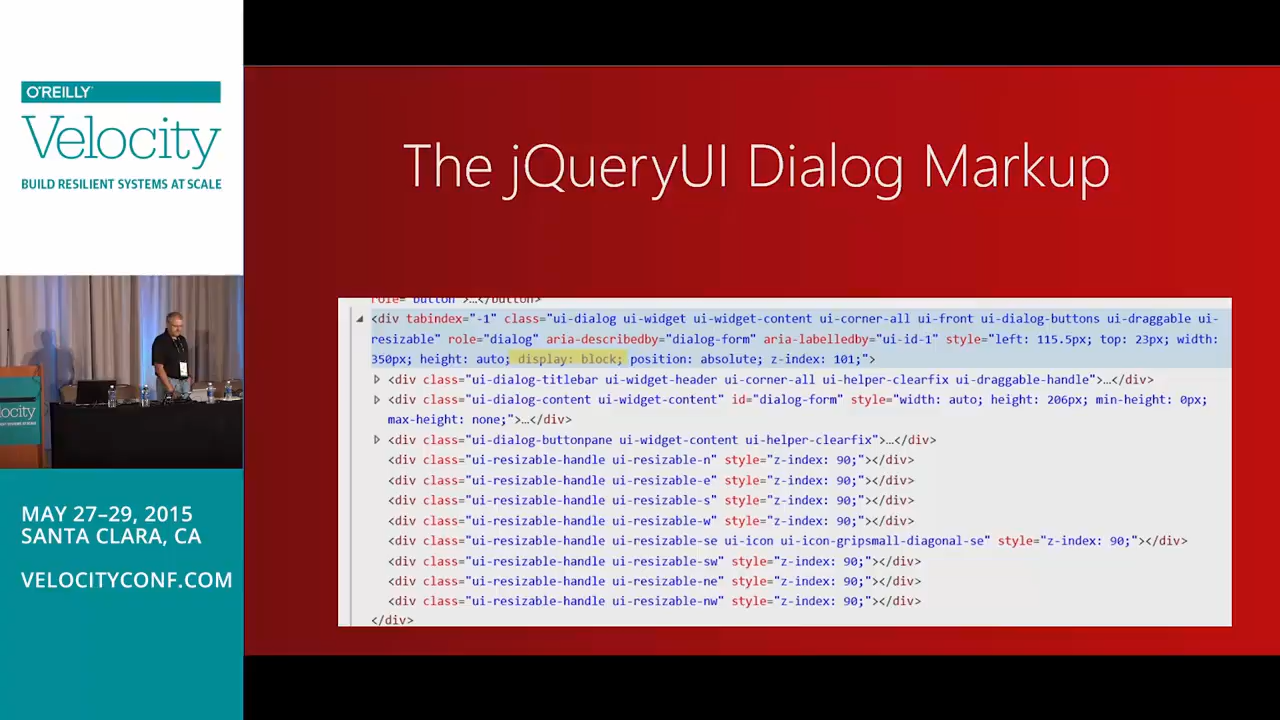 O'REILLY
Velocity
BUILD RESILIENT SYSTEMS AT SCALE
The jQueryUI Dialog Markup
role="button">…</button>
<div tabindex="-1" class="ui-dialog ui-widget ui-widget-content ui-corner-all ui-front ui-dialog-buttons ui-draggable ui-
resizable" role="dialog" aria-describedby="dialog-form" aria-labelledby="ui-id-1" style="left: 115.5px; top: 23px; width:
350px; height: auto; display: block; position: absolute; z-index: 101;">
<div class="ui-dialog-titlebar ui-widget-header ui-corner-all ui-helper-clearfix ui-draggable-handle">…</div>
<div class="ui-dialog-content ui-widget-content" id="dialog-form" style="width: auto; height: 206px; min-height: 0px;
max-height: none;">…</div>
<div class="ui-dialog-buttonpane ui-widget-content ui-helper-clearfix">…</div>
<div class="ui-resizable-handle ui-resizable-n" style="z-index: 90;"></div>
<div class="ui-resizable-handle ui-resizable-e" style="z-index: 90;"></div>
<div class="ui-resizable-handle ui-resizable-s" style="z-index: 90;"></div>
<div class="ui-resizable-handle ui-resizable-w" style="z-index: 90;"></div>
<div class="ui-resizable-handle ui-resizable-se ui-icon ui-icon-gripsmall-diagonal-se" style="z-index: 90;"></div>
<div class="ui-resizable-handle ui-resizable-sw" style="z-index: 90;"></div>
<div class="ui-resizable-handle ui-resizable-ne" style="z-index: 90;"></div>
<div class="ui-resizable-handle ui-resizable-nw" style="z-index: 90;"></div>
</div>
locity
MAY 27–29, 2015
SANTA CLARA, CA
VELOCITYCONF.COM